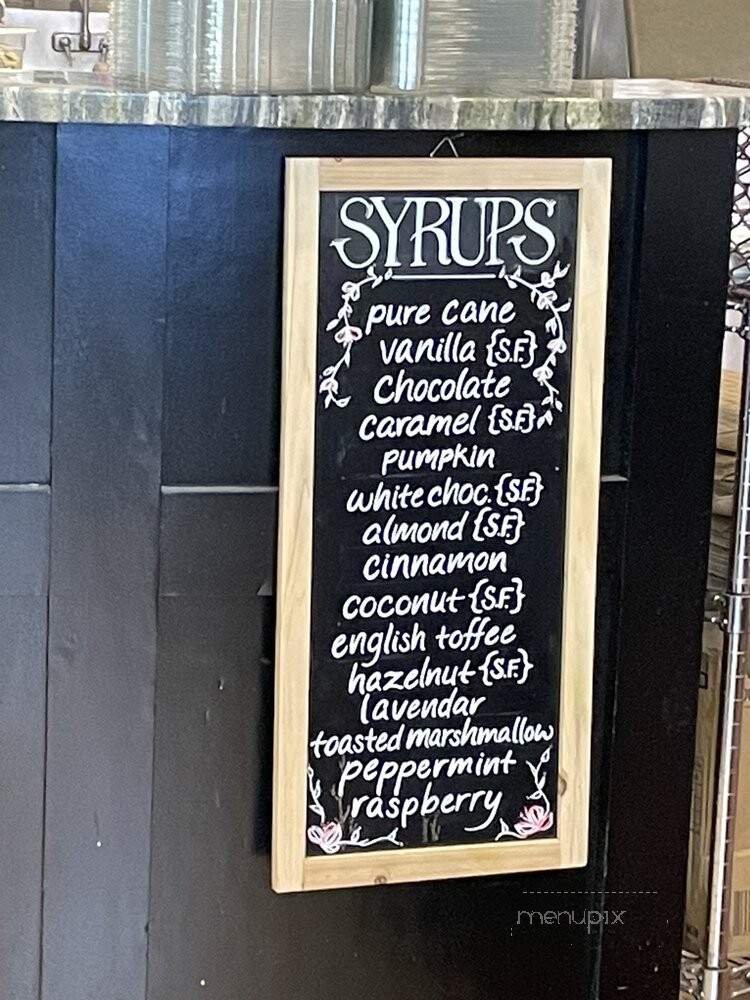 SYRUPS
pure cane
vanilla {S.F.}
chocolate
caramel {S.F.}
pumpkin
white choc. {S.F.}
almond {S.F.}
cinnamon
coconut {S.F.}
english toffee
hazelnut {S.F.}
lavendar
toasted marshmallow
peppermint
raspberry
menupix